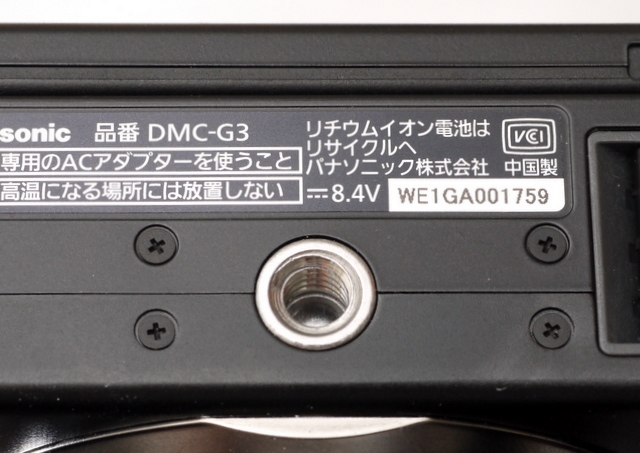 sonic 品番 DMC-G3
専用のACアダプターを使うこと
高温になる場所には放置しない
リチウムイオン電池は
リサイクルへ
パナソニック株式会社 中国製
8.4V WE1GA001759
VCI